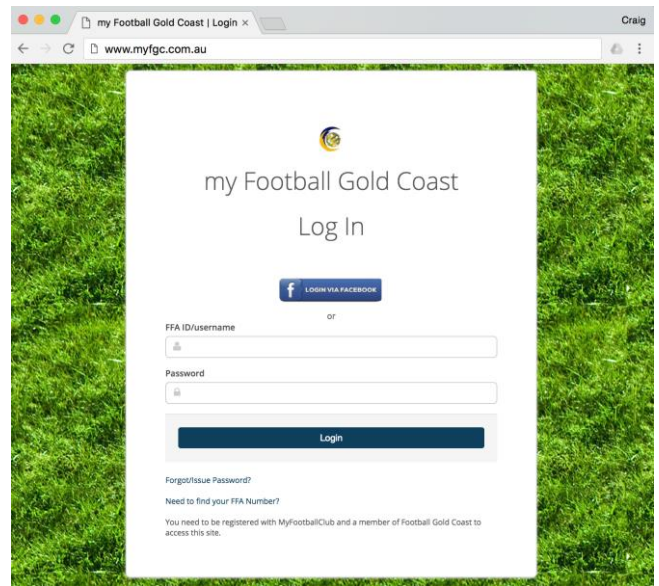 my Football Gold Coast | Login ×
Craig
www.myfgc.com.au
my Football Gold Coast
Log In
f LOGIN VIA FACEBOOK
or
FFA ID/username
Password
Login
Forgot/Issue Password?
Need to find your FFA Number?
You need to be registered with MyFootballClub and a member of Football Gold Coast to
access this site.